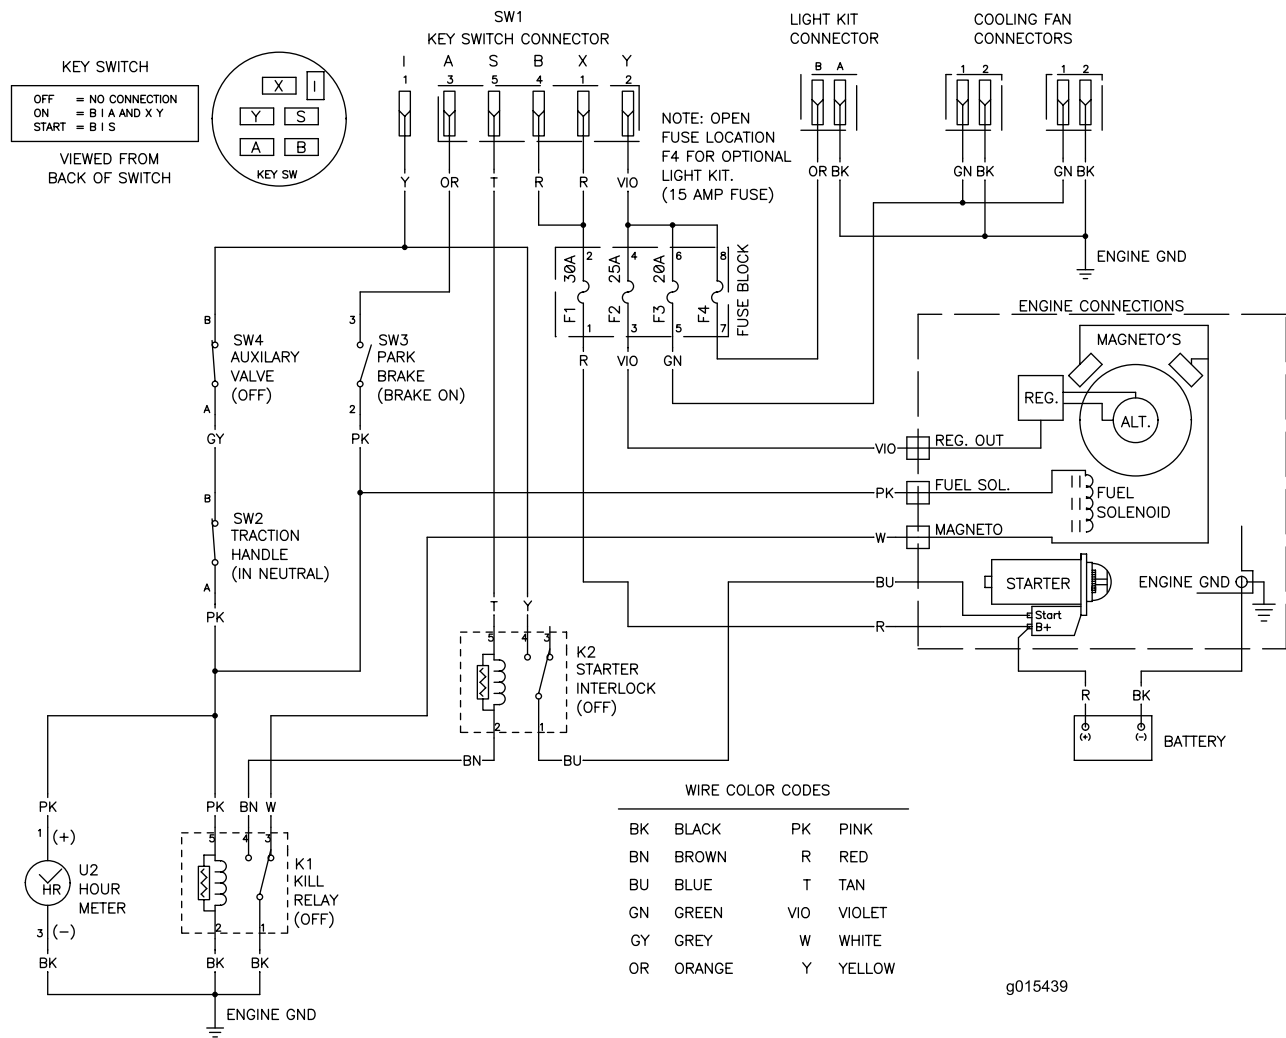 SW1
KEY SWITCH CONNECTOR
I A S B X Y
1 3 5 4 1 2
Y OR T R R VIO
KEY SWITCH
OFF = NO CONNECTION
ON = B I A AND X Y
START = B I S
VIEWED FROM
BACK OF SWITCH
X I
Y S
A B
KEY SW
NOTE: OPEN
FUSE LOCATION
F4 FOR OPTIONAL
LIGHT KIT.
(15 AMP FUSE)
LIGHT KIT
CONNECTOR
B A
OR BK
COOLING FAN
CONNECTORS
1 2 1 2
GN BK GN BK
ENGINE GND
30A 2 25A 4 20A 6 8
F1 1 F2 3 F3 5 F4 7
FUSE BLOCK
R VIO GN
B
SW4
AUXILARY
VALVE
(OFF)
A
GY
3
SW3
PARK
BRAKE
(BRAKE ON)
2
PK
B
SW2
TRACTION
HANDLE
(IN NEUTRAL)
A
PK
ENGINE CONNECTIONS
MAGNETO'S
REG.
ALT.
VIO REG. OUT
PK FUEL SOL.
FUEL
SOLENOID
W MAGNETO
BU
STARTER
ENGINE GND
Start
B+
R
R BK
(+) (-)
BATTERY
T Y
5 4 3
K2
STARTER
INTERLOCK
(OFF)
2 1
BN BU
PK PK BN W
1 (+)
HR
U2
HOUR
METER
3 (-)
BK
5 4 3
K1
KILL
RELAY
(OFF)
2 1
BK BK
ENGINE GND
WIRE COLOR CODES
BK BLACK PK PINK
BN BROWN R RED
BU BLUE T TAN
GN GREEN VIO VIOLET
GY GREY W WHITE
OR ORANGE Y YELLOW
g015439